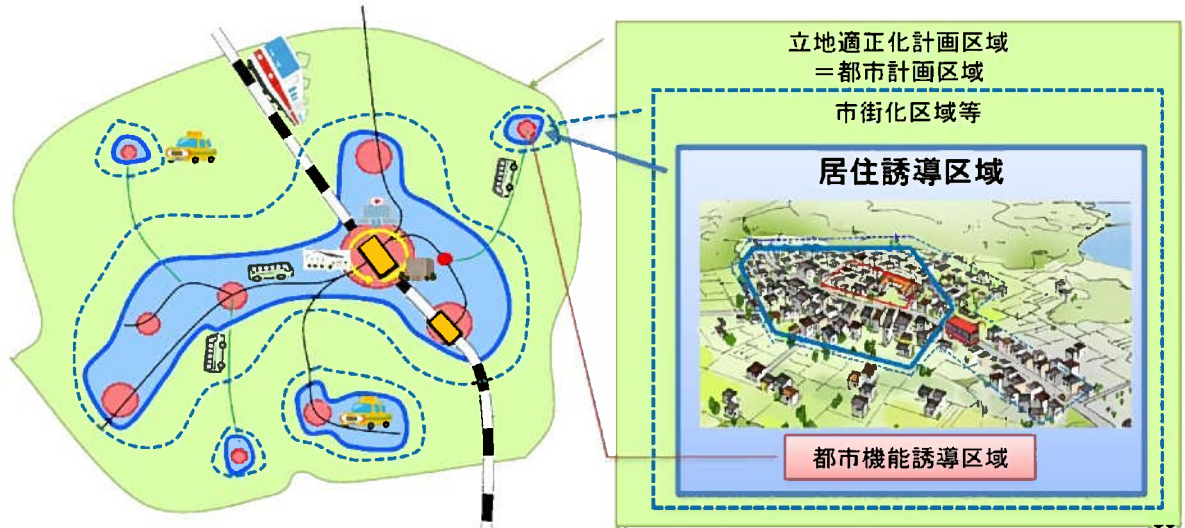 立地適正化計画区域
＝都市計画区域
市街化区域等
居住誘導区域
都市機能誘導区域